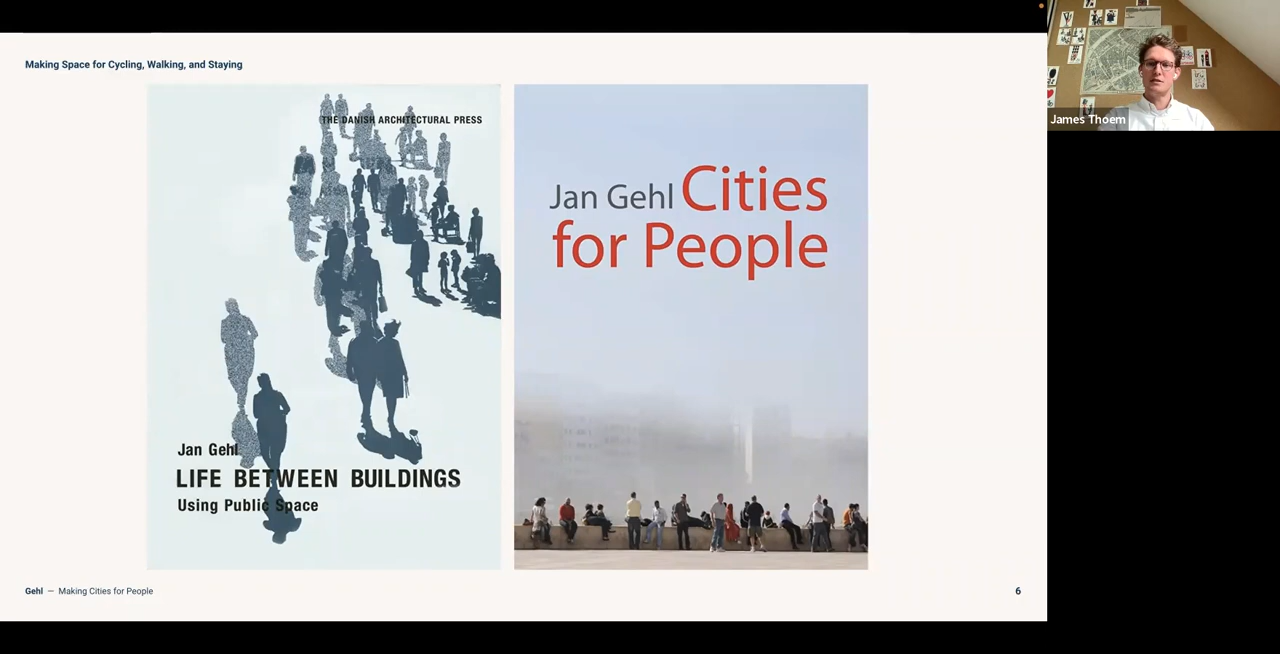 Making Space for Cycling, Walking, and Staying
THE DANISH ARCHITECTURAL PRESS
Jan Gehl
LIFE BETWEEN BUILDINGS
Using Public Space
Jan Gehl Cities
for People
Gehl — Making Cities for People
6
James Thoem